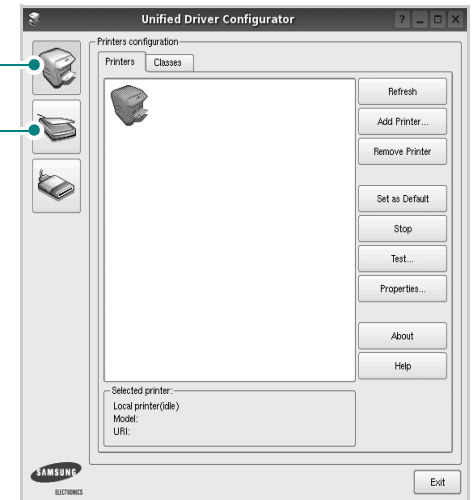 Unified Driver Configurator
Printers configuration
Printers Classes
Refresh
Add Printer...
Remove Printer
Set as Default
Stop
Test...
Properties...
About
Help
Selected printer:
Local printer(idle)
Model:
URI:
SAMSUNG
ELECTRONICS
Exit